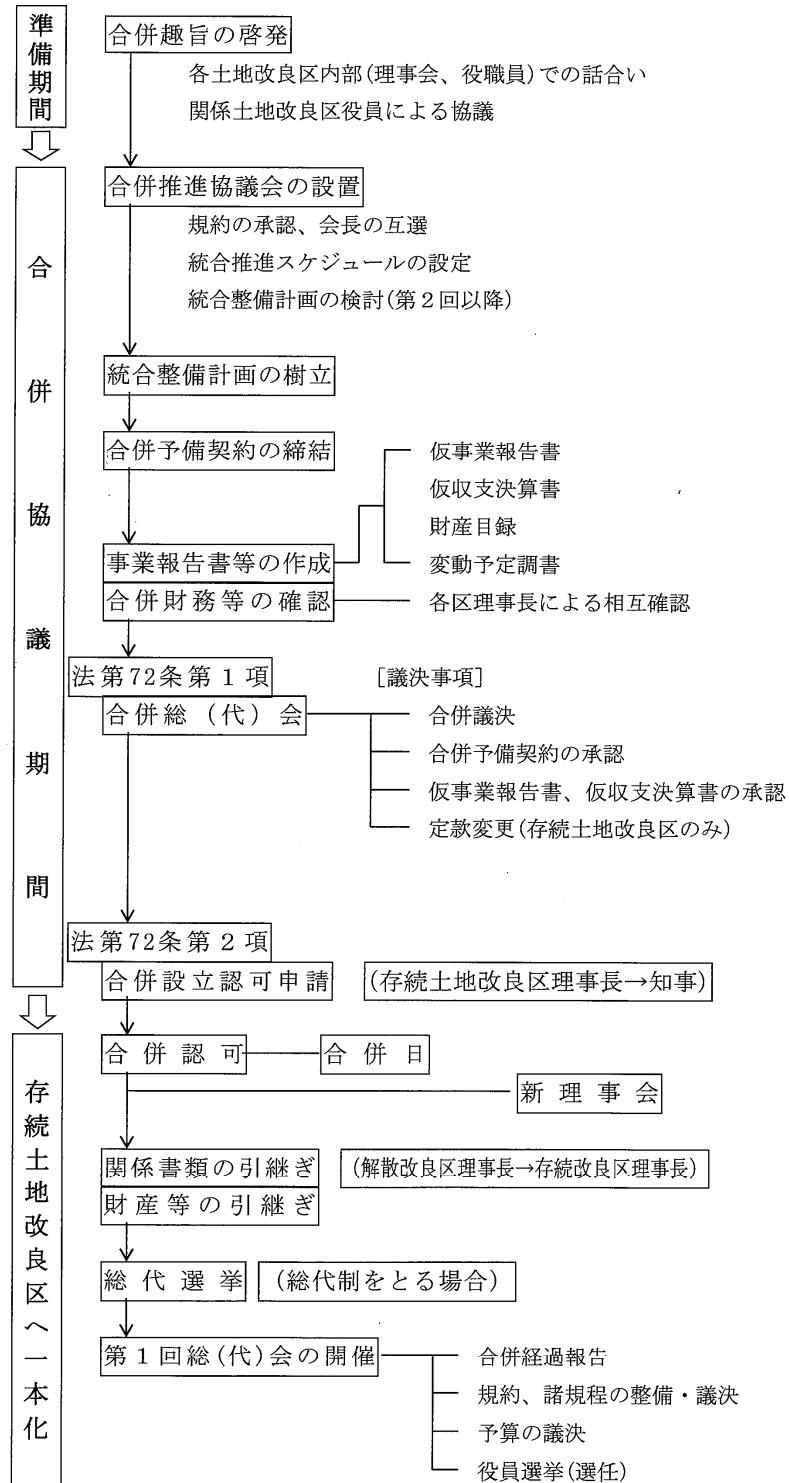 準備期間
合併趣旨の啓発
各土地改良区内部(理事会、役職員)での話合い
関係土地改良区役員による協議
合併協議期間
合併推進協議会の設置
規約の承認、会長の互選
統合推進スケジュールの設定
統合整備計画の検討(第2回以降)
統合整備計画の樹立
合併予備契約の締結
仮事業報告書
仮収支決算書
財産目録
事業報告書等の作成
変動予定調書
合併財務等の確認
各区理事長による相互確認
法第72条第1項
[議決事項]
合併総(代)会
合併議決
合併予備契約の承認
仮事業報告書、仮収支決算書の承認
定款変更(存続土地改良区のみ)
法第72条第2項
合併設立認可申請
(存続土地改良区理事長→知事)
存続土地改良区へ一本化
合併認可
合併日
新理事会
関係書類の引継ぎ
(解散改良区理事長→存続改良区理事長)
財産等の引継ぎ
総代選挙
(総代制をとる場合)
第1回総(代)会の開催
合併経過報告
規約、諸規程の整備・議決
予算の議決
役員選挙(選任)